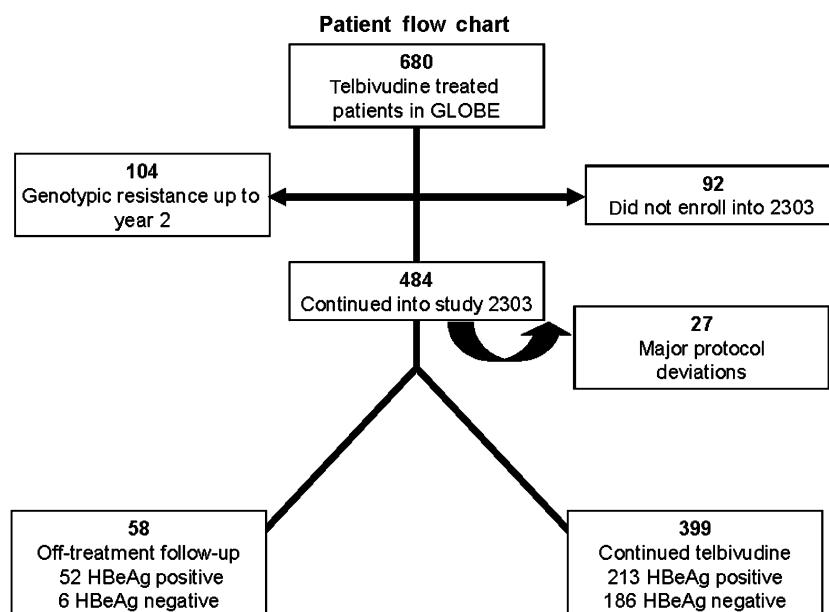 Patient flow chart
680
Telbivudine treated
patients in GLOBE
104
Genotypic resistance up to
year 2
92
Did not enroll into 2303
484
Continued into study 2303
27
Major protocol
deviations
58
Off-treatment follow-up
52 HBeAg positive
6 HBeAg negative
399
Continued telbivudine
213 HBeAg positive
186 HBeAg negative